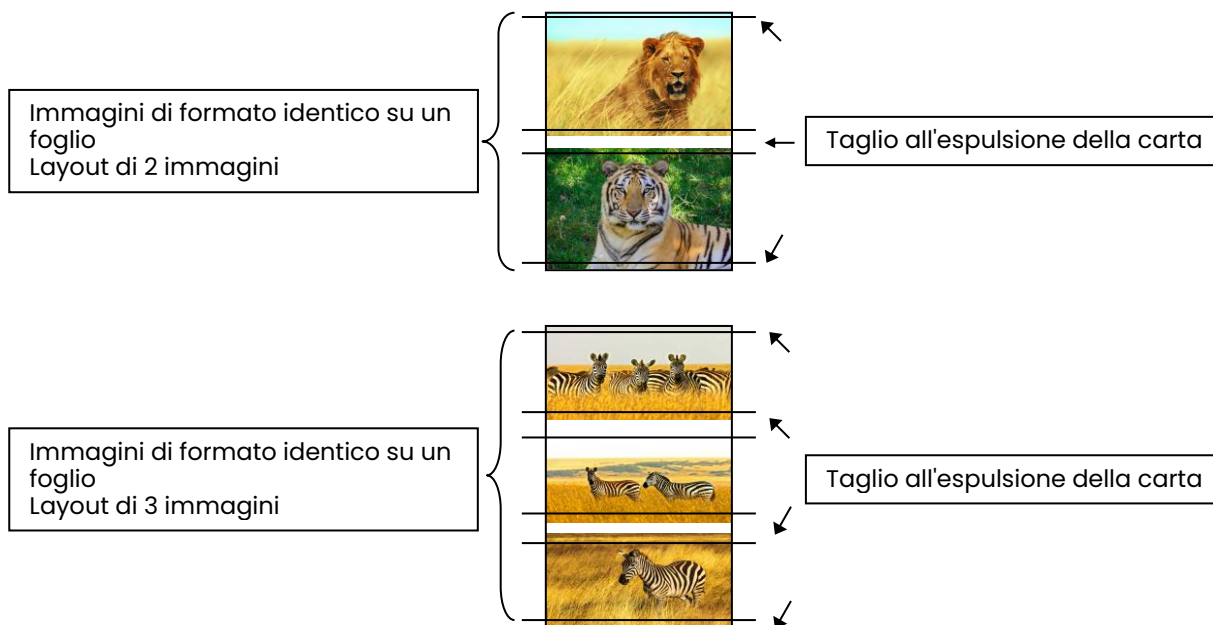 Immagini di formato identico su un
foglio
Layout di 2 immagini
Taglio all'espulsione della carta
Immagini di formato identico su un
foglio
Layout di 3 immagini
Taglio all'espulsione della carta